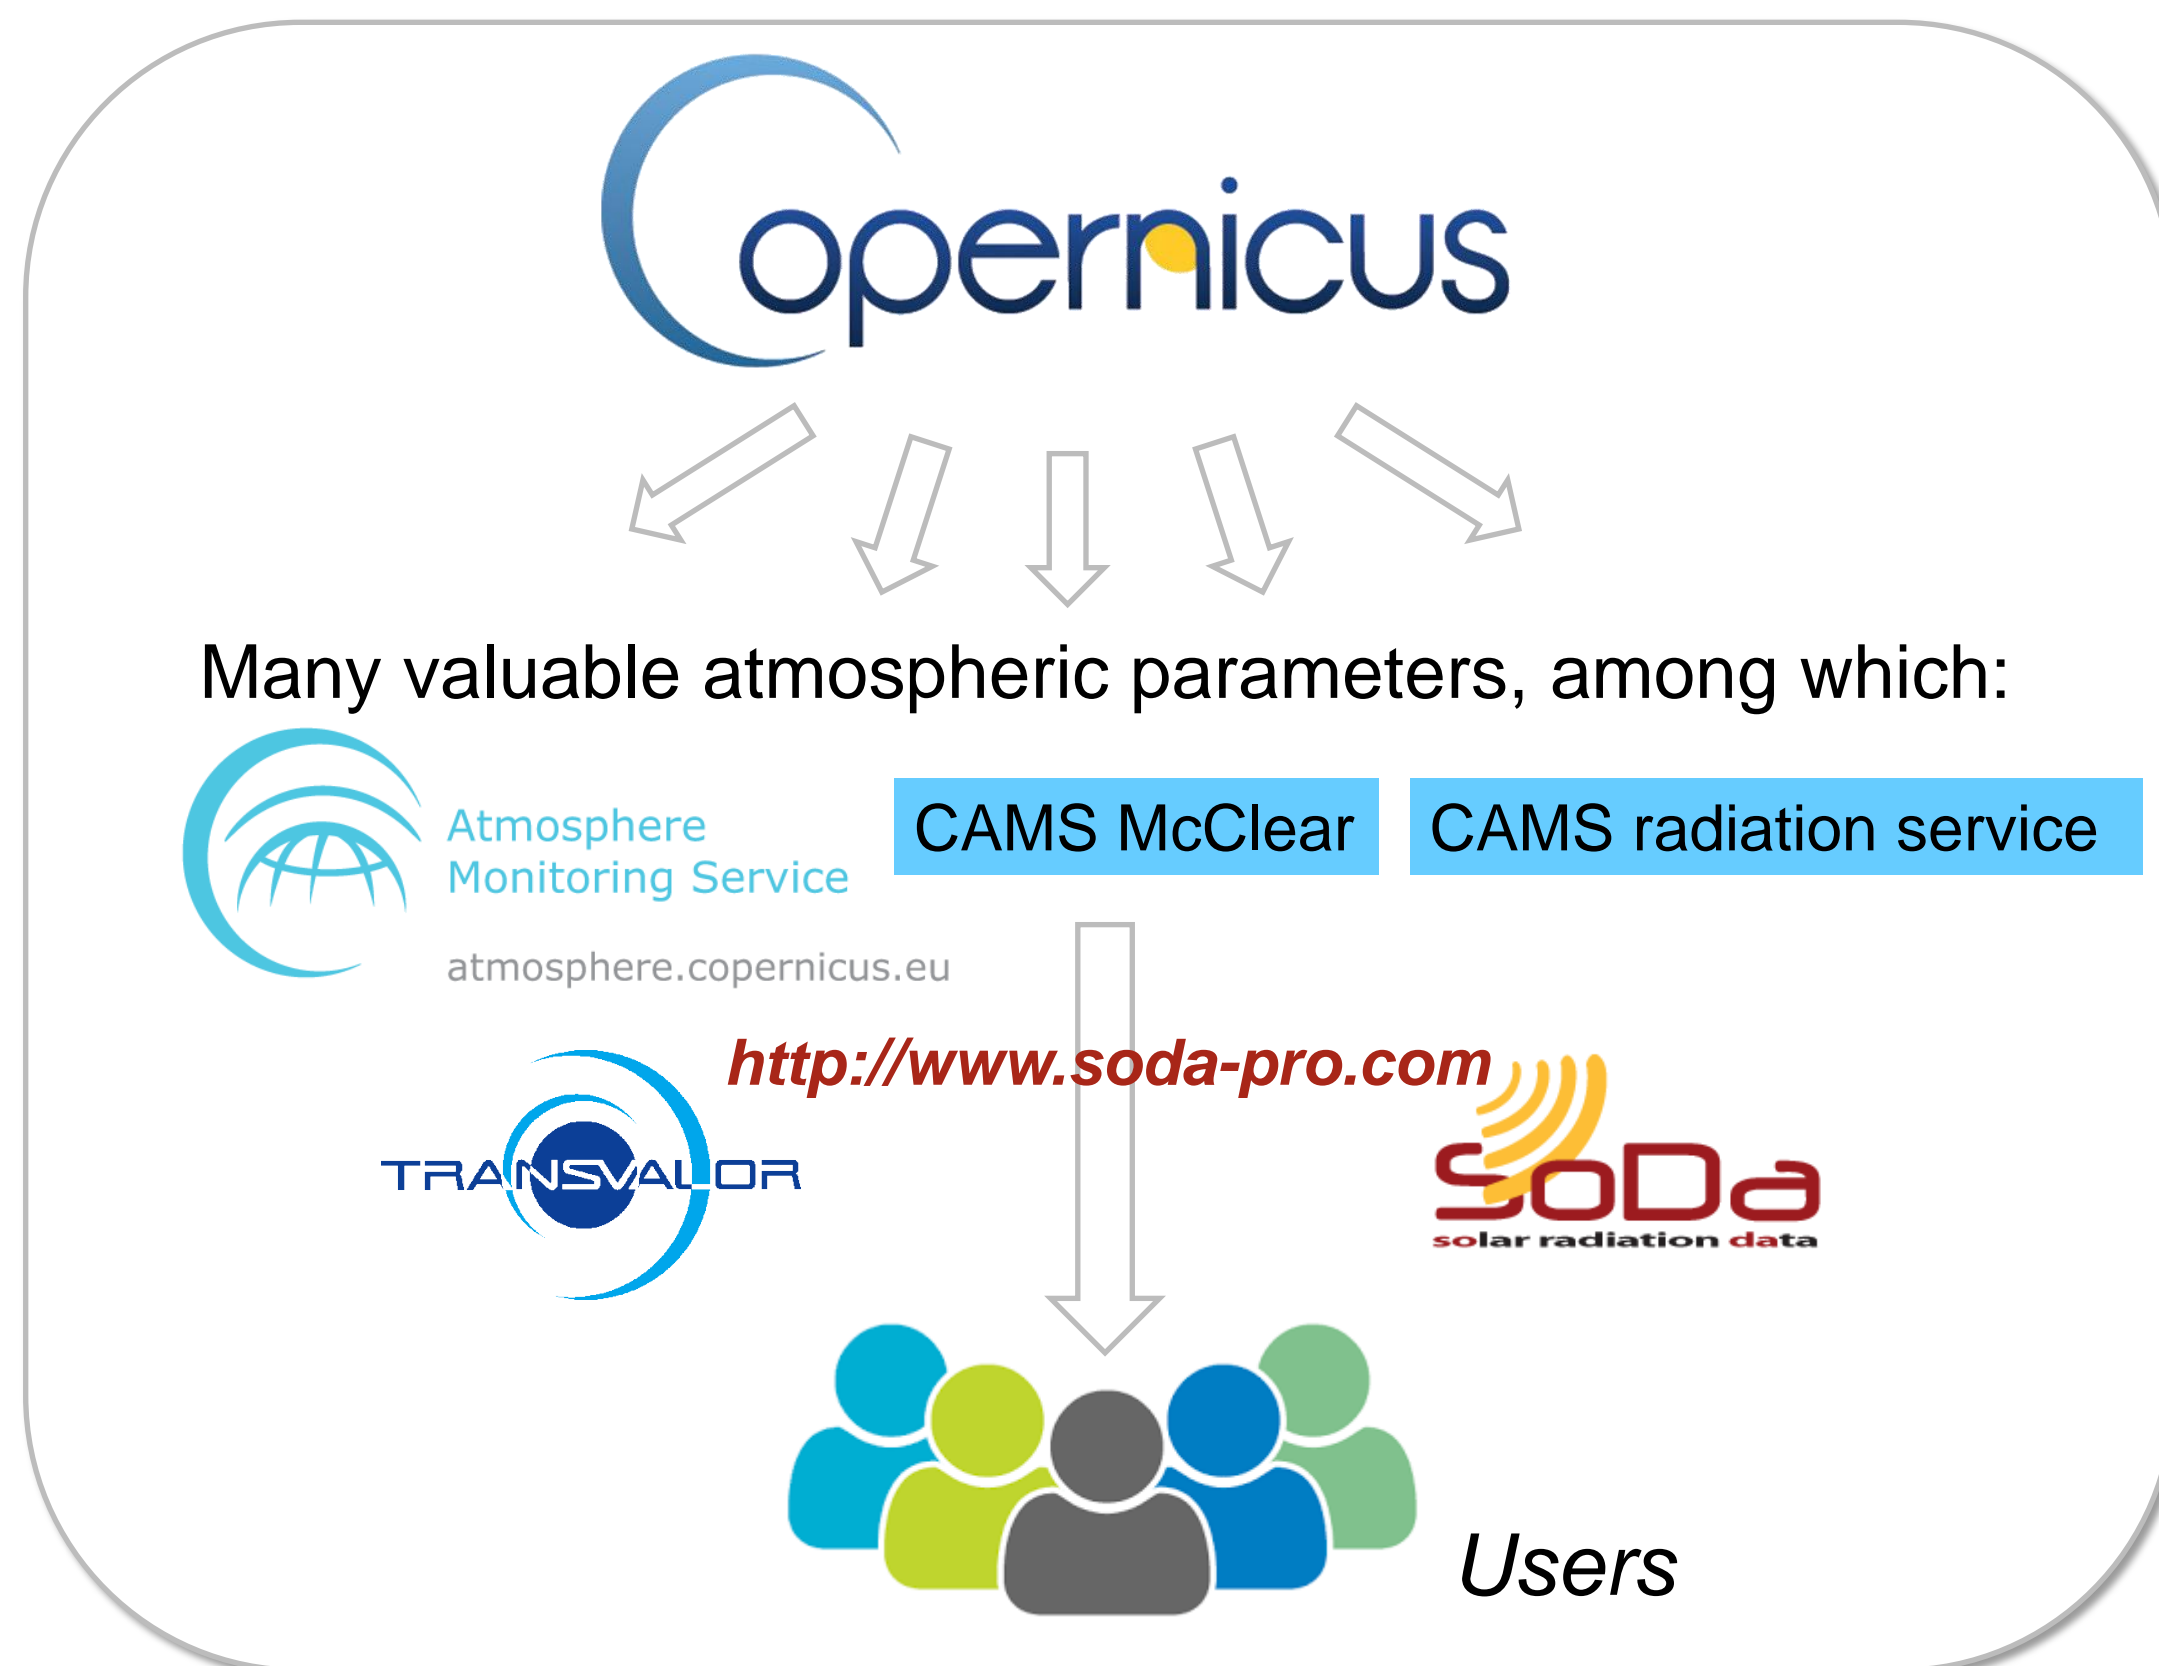 Copernicus
Many valuable atmospheric parameters, among which:
Atmosphere
Monitoring Service
atmosphere.copernicus.eu
CAMS McClear
CAMS radiation service
http://www.soda-pro.com
TRANSVALOR
SoDa
solar radiation data
Users